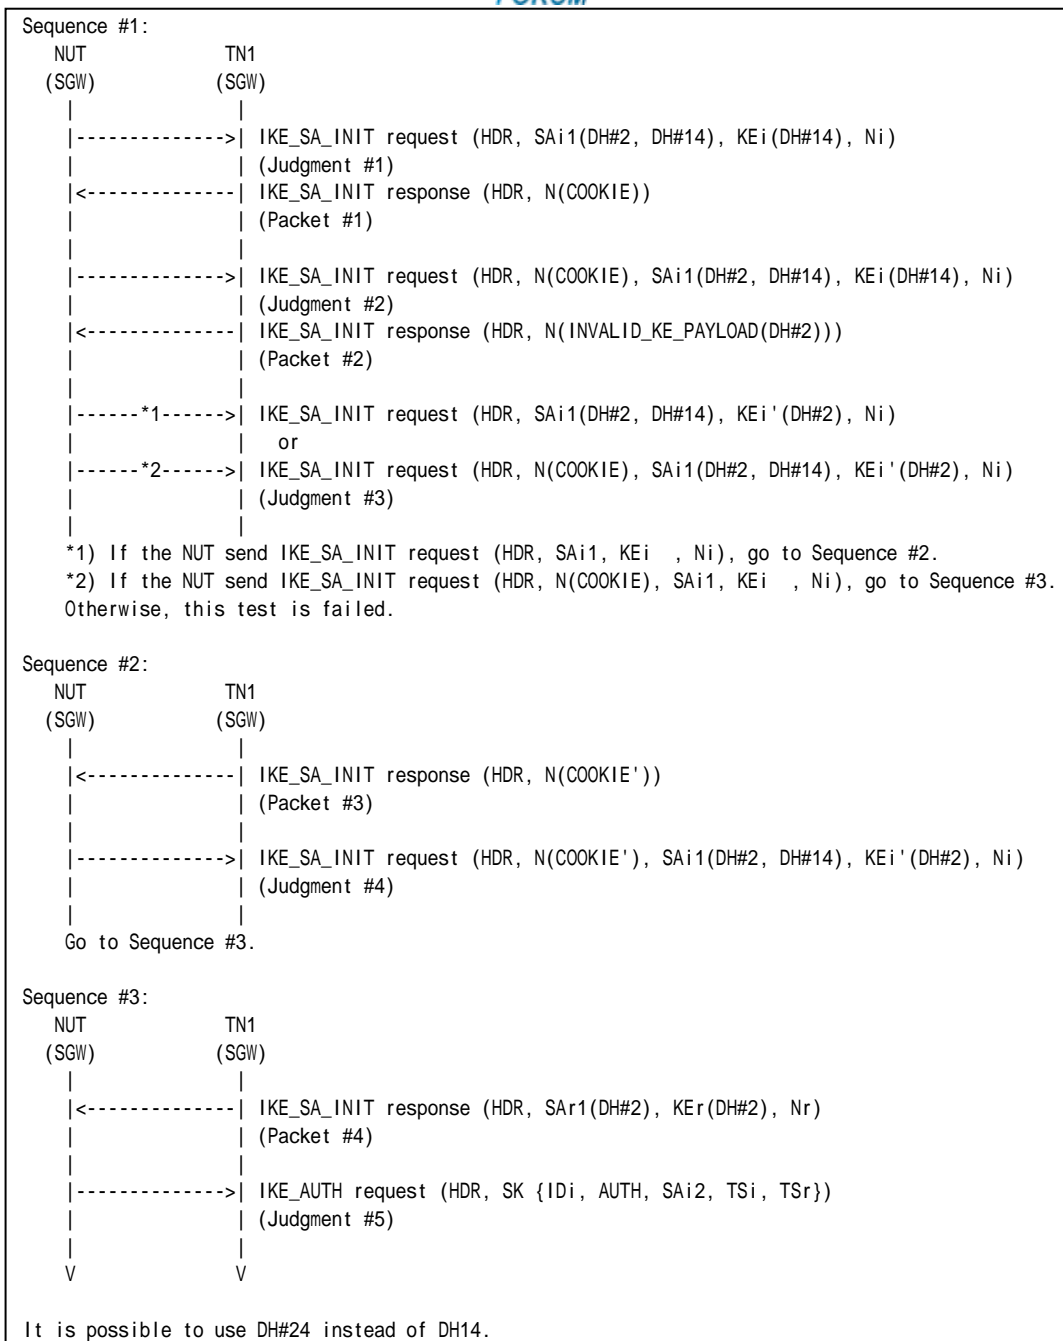 FORUM
Sequence #1:
NUT TN1
(SGW) (SGW)
| |
|-------------->| IKE_SA_INIT request (HDR, SAi1(DH#2, DH#14), KEi(DH#14), Ni)
| | (Judgment #1)
|<--------------| IKE_SA_INIT response (HDR, N(COOKIE))
| | (Packet #1)
| |
|-------------->| IKE_SA_INIT request (HDR, N(COOKIE), SAi1(DH#2, DH#14), KEi(DH#14), Ni)
| | (Judgment #2)
|<--------------| IKE_SA_INIT response (HDR, N(INVALID_KE_PAYLOAD(DH#2)))
| | (Packet #2)
| |
|------*1------>| IKE_SA_INIT request (HDR, SAi1(DH#2, DH#14), KEi'(DH#2), Ni)
| | or
|------*2------>| IKE_SA_INIT request (HDR, N(COOKIE), SAi1(DH#2, DH#14), KEi'(DH#2), Ni)
| | (Judgment #3)
| |
*1) If the NUT send IKE_SA_INIT request (HDR, SAi1, KEi , Ni), go to Sequence #2.
*2) If the NUT send IKE_SA_INIT request (HDR, N(COOKIE), SAi1, KEi , Ni), go to Sequence #3.
Otherwise, this test is failed.
Sequence #2:
NUT TN1
(SGW) (SGW)
| |
|<--------------| IKE_SA_INIT response (HDR, N(COOKIE'))
| | (Packet #3)
| |
|-------------->| IKE_SA_INIT request (HDR, N(COOKIE'), SAi1(DH#2, DH#14), KEi'(DH#2), Ni)
| | (Judgment #4)
| |
Go to Sequence #3.
Sequence #3:
NUT TN1
(SGW) (SGW)
| |
|<--------------| IKE_SA_INIT response (HDR, SAr1(DH#2), KEr(DH#2), Nr)
| | (Packet #4)
| |
|-------------->| IKE_AUTH request (HDR, SK {IDi, AUTH, SAi2, TSi, TSr})
| | (Judgment #5)
| |
V V
It is possible to use DH#24 instead of DH14.